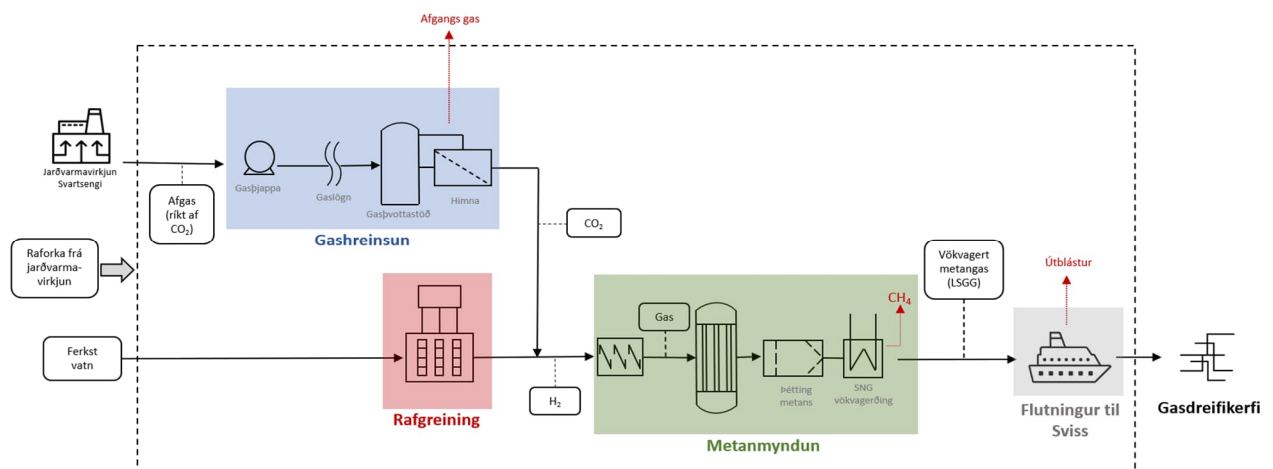 Afgangs gas
Jarðvarmavirkjun
Svartsengi
Afgas
(ríkt af
CO₂)
Gasþjappa
Gaslögn
Gasþvottastöð
Himna
Gashreinsun
CO₂
Raforka frá
jarðvarma-
virkjun
Ferkst
vatn
Rafgreining
H₂
Gas
CH₄
Þétting
metans
SNG
vökvagerðing
Metanmyndun
Vökvagert
metangas
(LSGG)
Útblástur
Flutningur til
Sviss
Gasdreifikerfi